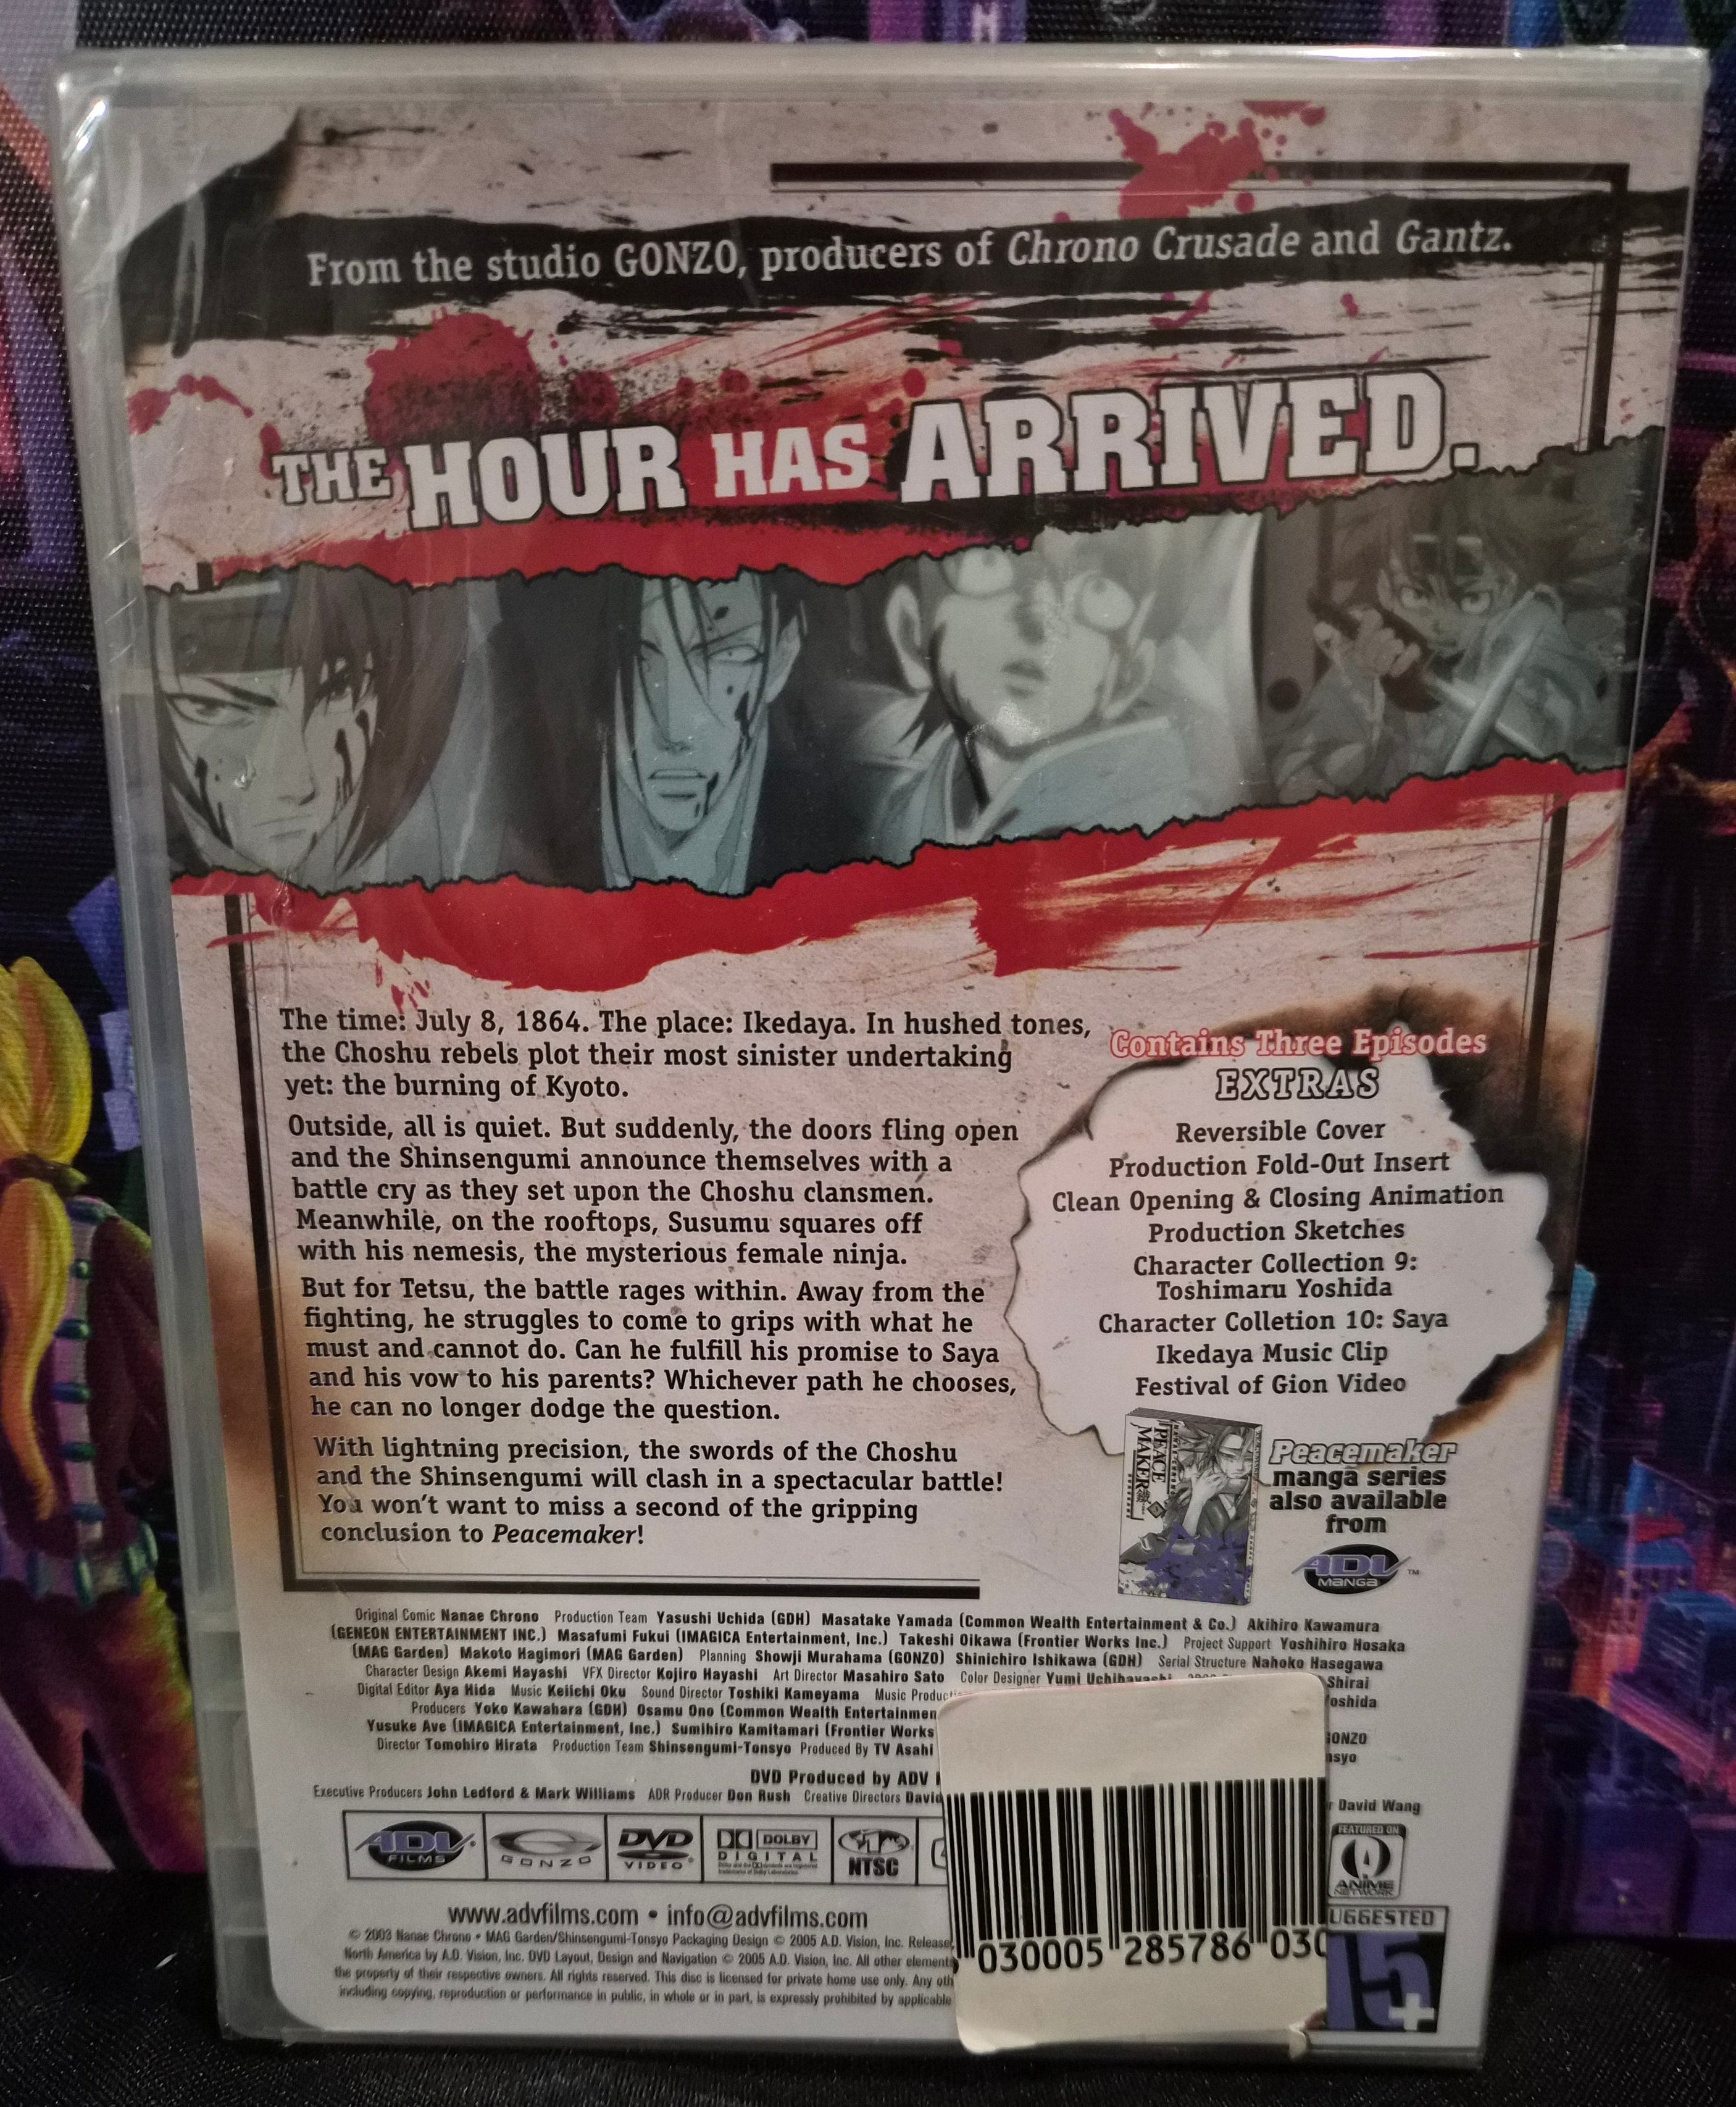 From the studio GONZO, producers of Chrono Crusade and Gantz.
THE HOUR HAS ARRIVED.
The time: July 8, 1864. The place: Ikedaya. In hushed tones,
the Choshu rebels plot their most sinister undertaking
yet: the burning of Kyoto.
Outside, all is quiet. But suddenly, the doors fling open
and the Shinsengumi announce themselves with a
battle cry as they set upon the Choshu clansmen.
Meanwhile, on the rooftops, Susumu squares off
with his nemesis, the mysterious female ninja.
But for Tetsu, the battle rages within. Away from the
fighting, he struggles to come to grips with what he
must and cannot do. Can he fulfill his promise to Saya
and his vow to his parents? Whichever path he chooses,
he can no longer dodge the question.
With lightning precision, the swords of the Choshu
and the Shinsengumi will clash in a spectacular battle!
You won't want to miss a second of the gripping
conclusion to Peacemaker!
Contains Three Episodes
EXTRAS
Reversible Cover
Production Fold-Out Insert
Clean Opening & Closing Animation
Production Sketches
Character Collection 9:
Toshimaru Yoshida
Character Colletion 10: Saya
Ikedaya Music Clip
Festival of Gion Video
PEACE
MAKER
Peacemaker
manga series
also available
from
ADV
MANGA ™
Original Comic Nanae Chrono Production Team Yasushi Uchida (GDH) Masatake Yamada (Common Wealth Entertainment & Co.) Akihiro Kawamura
(GENEON ENTERTAINMENT INC.) Masafumi Fukui (IMAGICA Entertainment, Inc.) Takeshi Oikawa (Frontier Works Inc.) Project Support Yoshihiro Hosaka
(MAG Garden) Makoto Hagimori (MAG Garden) Planning Showji Murahama (GONZO) Shinichiro Ishikawa (GDH) Serial Structure Nahoko Hasegawa
Character Design Akemi Hayashi VFX Director Kojiro Hayashi Art Director Masahiro Sato Color Designer Yumi Shirai
Digital Editor Aya Hida Music Keiichi Oku Sound Director Toshiki Kameyama Music oshida
Producers Yoko Kawahara (GDH) Osamu Ono (Common Wealth Entertainmen
Yusuke Ave (IMAGICA Entertainment, Inc.) Sumihiro Kamitamari (Frontier Works GONZO
Director Tomohiro Hirata Production Team Shinsengumi-Tonsyo Produced By TV Asahi nsyo
DVD Produced by ADV
Executive Producers John Ledford & Mark Williams ADR Producer Don Rush Creative Directors David r David Wang
ADV FILMS
GONZO
DVD VIDEO
DOLBY DIGITAL
NTSC
FEATURED ON
ANIME
NETWORK
www.advfilms.com • info@advfilms.com
© 2003 Nanae Chrono • MAG Garden/Shinsengumi-Tonsyo Packaging Design © 2005 A.D. Vision, Inc. Release
North America by A.D. Vision, Inc. DVD Layout, Design and Navigation © 2005 A.D. Vision, Inc. All other element
the property of their respective owners. All rights reserved. This disc is licensed for private home use only. Any oth
including copying, reproduction or performance in public, in whole or in part, is expressly prohibited by applicable
030005 285786 030
UGGESTED
15+